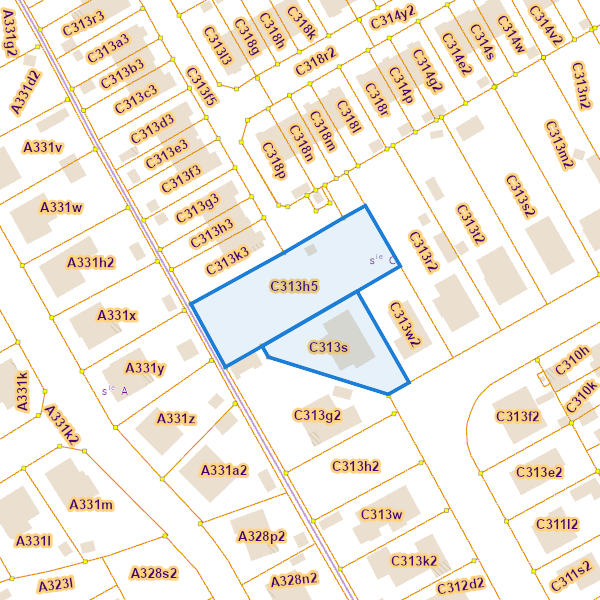 A331g2
C313r3
C313l3
C318g
C318h
C318k
C314y2
C314s
C314w
C314v2
C313a3
C318r2
C314e2
C313b3
C314g2
C313n2
A331d2
C313c3
C313f5
C314p
C318r
C313d3
C318l
C318m
C318n
C313m2
A331v
C313e3
C318p
C313f3
C313s2
A331w
C313g3
C313t2
C313h3
C313r2
A331h2
C313k3
sie C
C313h5
A331x
C313w2
C313s
C310h
A331y
A331k
sie A
C310k
A331k2
A331z
C313g2
C313f2
A331a2
C313h2
C313e2
A331m
C313w
C311l2
A331l
A328p2
C313k2
A323l
A328s2
A328n2
C312d2
C311s2